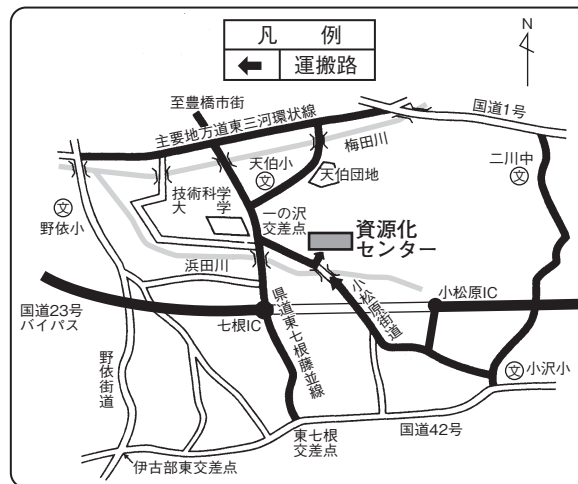 凡 例
運搬路
N
至豊橋市街
主要地方道東三河環状線
国道1号
梅田川
天伯小
文
天伯団地
二川中
文
技術科学
大 学
文
野依小
一の沢
交差点
資源化
センター
浜田川
小松原街道
小松原IC
国道23号
バイパス
七根IC
県道東七根藤並線
野依街道
文
小沢小
国道42号
東七根
交差点
伊古部東交差点